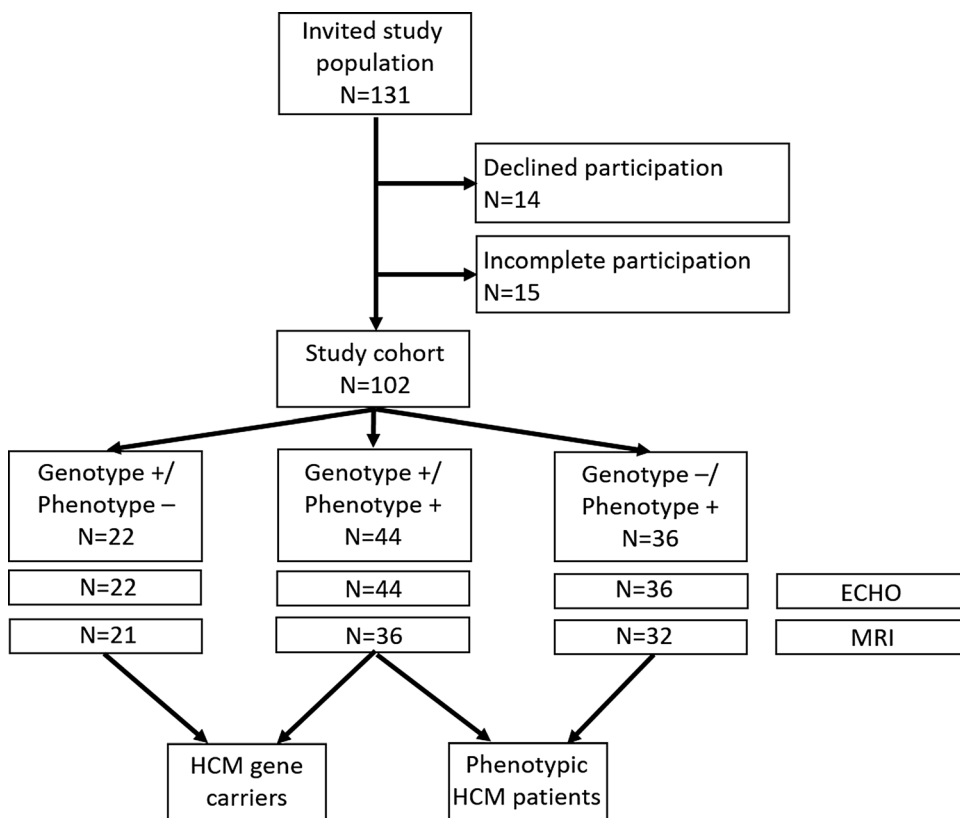 Invited study
population
N=131
Declined participation
N=14
Incomplete participation
N=15
Study cohort
N=102
Genotype +/
Phenotype –
N=22
Genotype +/
Phenotype +
N=44
Genotype –/
Phenotype +
N=36
N=22
N=44
N=36
ECHO
N=21
N=36
N=32
MRI
HCM gene
carriers
Phenotypic
HCM patients